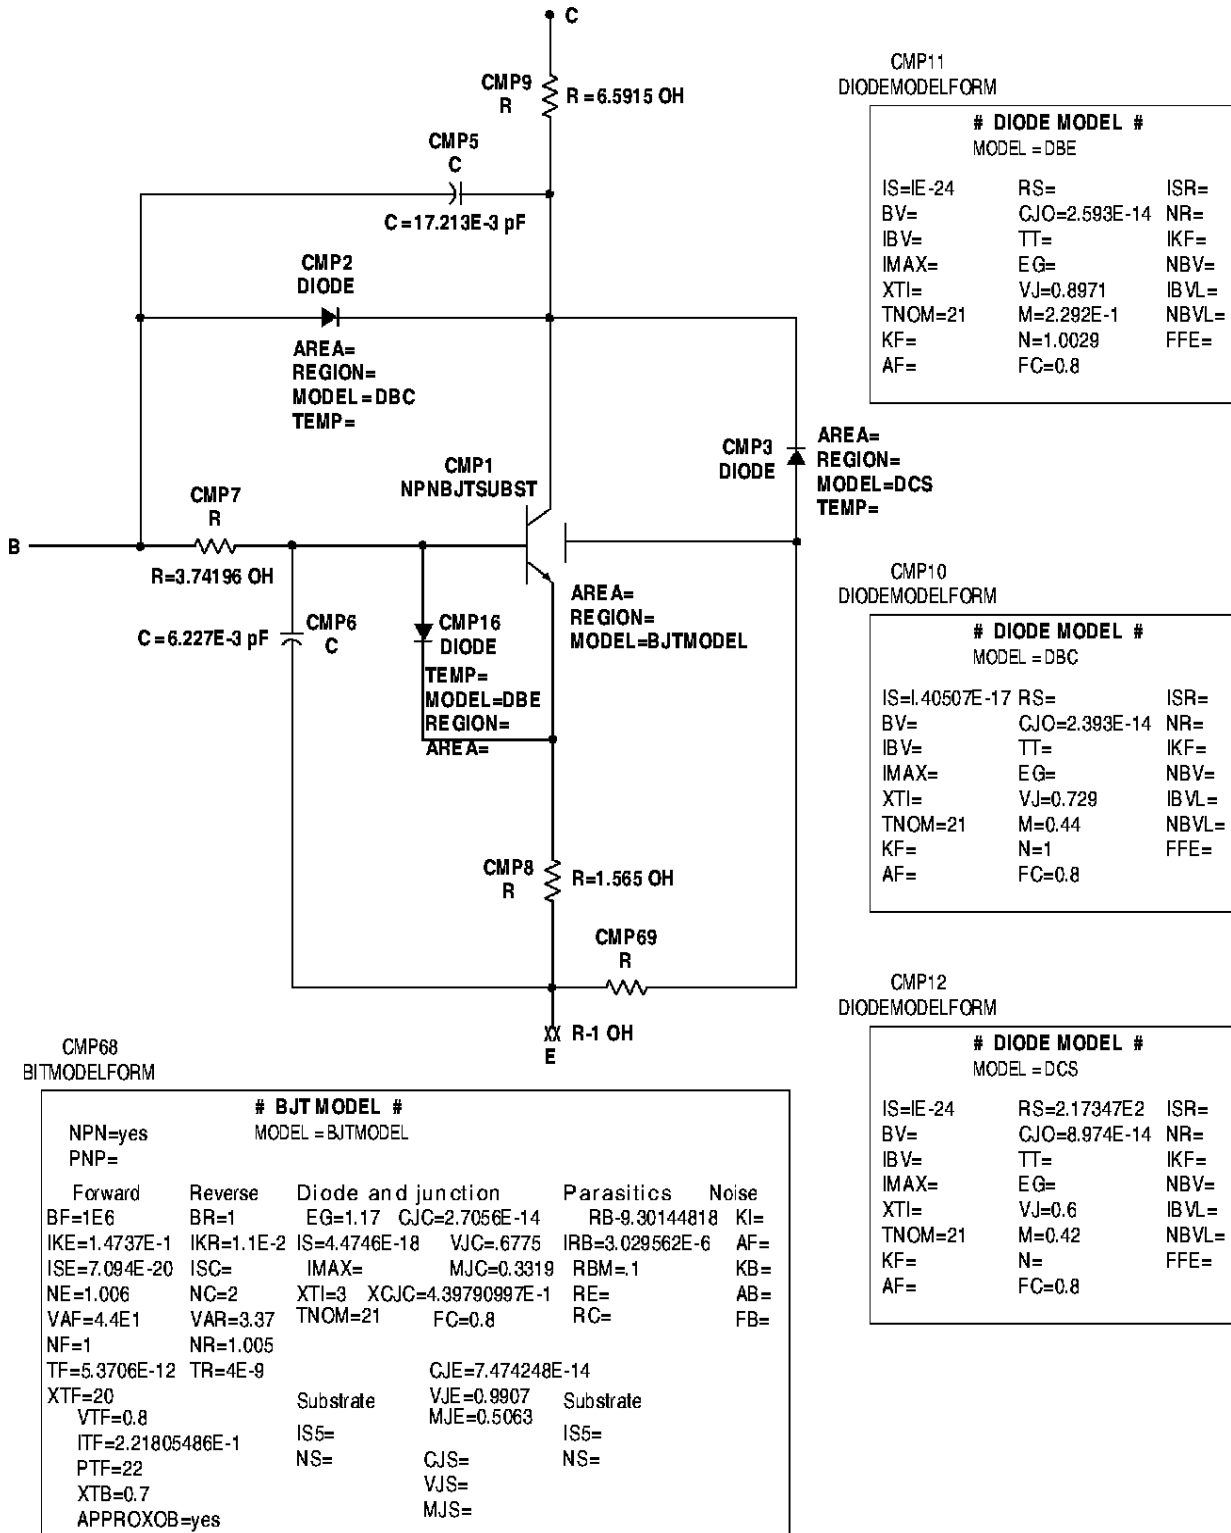 C
CMP9
R
R=6.5915 OH
CMP5
C
C=17.213E-3 pF
CMP2
DIODE
AREA=
REGION=
MODEL=DBC
TEMP=
CMP1
NPNBJTSUBST
CMP3
DIODE
AREA=
REGION=
MODEL=DCS
TEMP=
CMP7
R
B
R=3.74196 OH
AREA=
REGION=
MODEL=BJTMODEL
C=6.227E-3 pF
CMP6
C
CMP16
DIODE
TEMP=
MODEL=DBE
REGION=
AREA=
CMP8
R
R=1.565 OH
CMP69
R
XX R-1 OH
E
CMP11
DIODEMODELFORM
# DIODE MODEL #
MODEL=DBE
IS=IE-24 RS= ISR=
BV= CJO=2.593E-14 NR=
IBV= TT= IKF=
IMAX= EG= NBV=
XTI= VJ=0.8971 IBVL=
TNOM=21 M=2.292E-1 NBVL=
KF= N=1.0029 FFE=
AF= FC=0.8
CMP10
DIODEMODELFORM
# DIODE MODEL #
MODEL=DBC
IS=I.40507E-17 RS= ISR=
BV= CJO=2.393E-14 NR=
IBV= TT= IKF=
IMAX= EG= NBV=
XTI= VJ=0.729 IBVL=
TNOM=21 M=0.44 NBVL=
KF= N=1 FFE=
AF= FC=0.8
CMP12
DIODEMODELFORM
# DIODE MODEL #
MODEL=DCS
IS=IE-24 RS=2.17347E2 ISR=
BV= CJO=8.974E-14 NR=
IBV= TT= IKF=
IMAX= EG= NBV=
XTI= VJ=0.6 IBVL=
TNOM=21 M=0.42 NBVL=
KF= N= FFE=
AF= FC=0.8
CMP68
BITMODELFORM
# BJT MODEL #
NPN=yes MODEL=BJTMODEL
PNP=
Forward Reverse Diode and junction Parasitics Noise
BF=1E6 BR=1 EG=1.17 CJC=2.7056E-14 RB-9.30144818 KI=
IKE=1.4737E-1 IKR=1.1E-2 IS=4.4746E-18 VJC=.6775 IRB=3.029562E-6 AF=
ISE=7.094E-20 ISC= IMAX= MJC=0.3319 RBM=.1 KB=
NE=1.006 NC=2 XTI=3 XCJC=4.39790997E-1 RE= AB=
VAF=4.4E1 VAR=3.37 TNOM=21 FC=0.8 RC= FB=
NF=1 NR=1.005
TF=5.3706E-12 TR=4E-9 CJE=7.474248E-14
XTF=20 Substrate VJE=0.9907 Substrate
VTF=0.8 MJE=0.5063
ITF=2.21805486E-1 IS5= IS5=
PTF=22 NS= CJS= NS=
XTB=0.7 VJS=
APPROXOB=yes MJS=